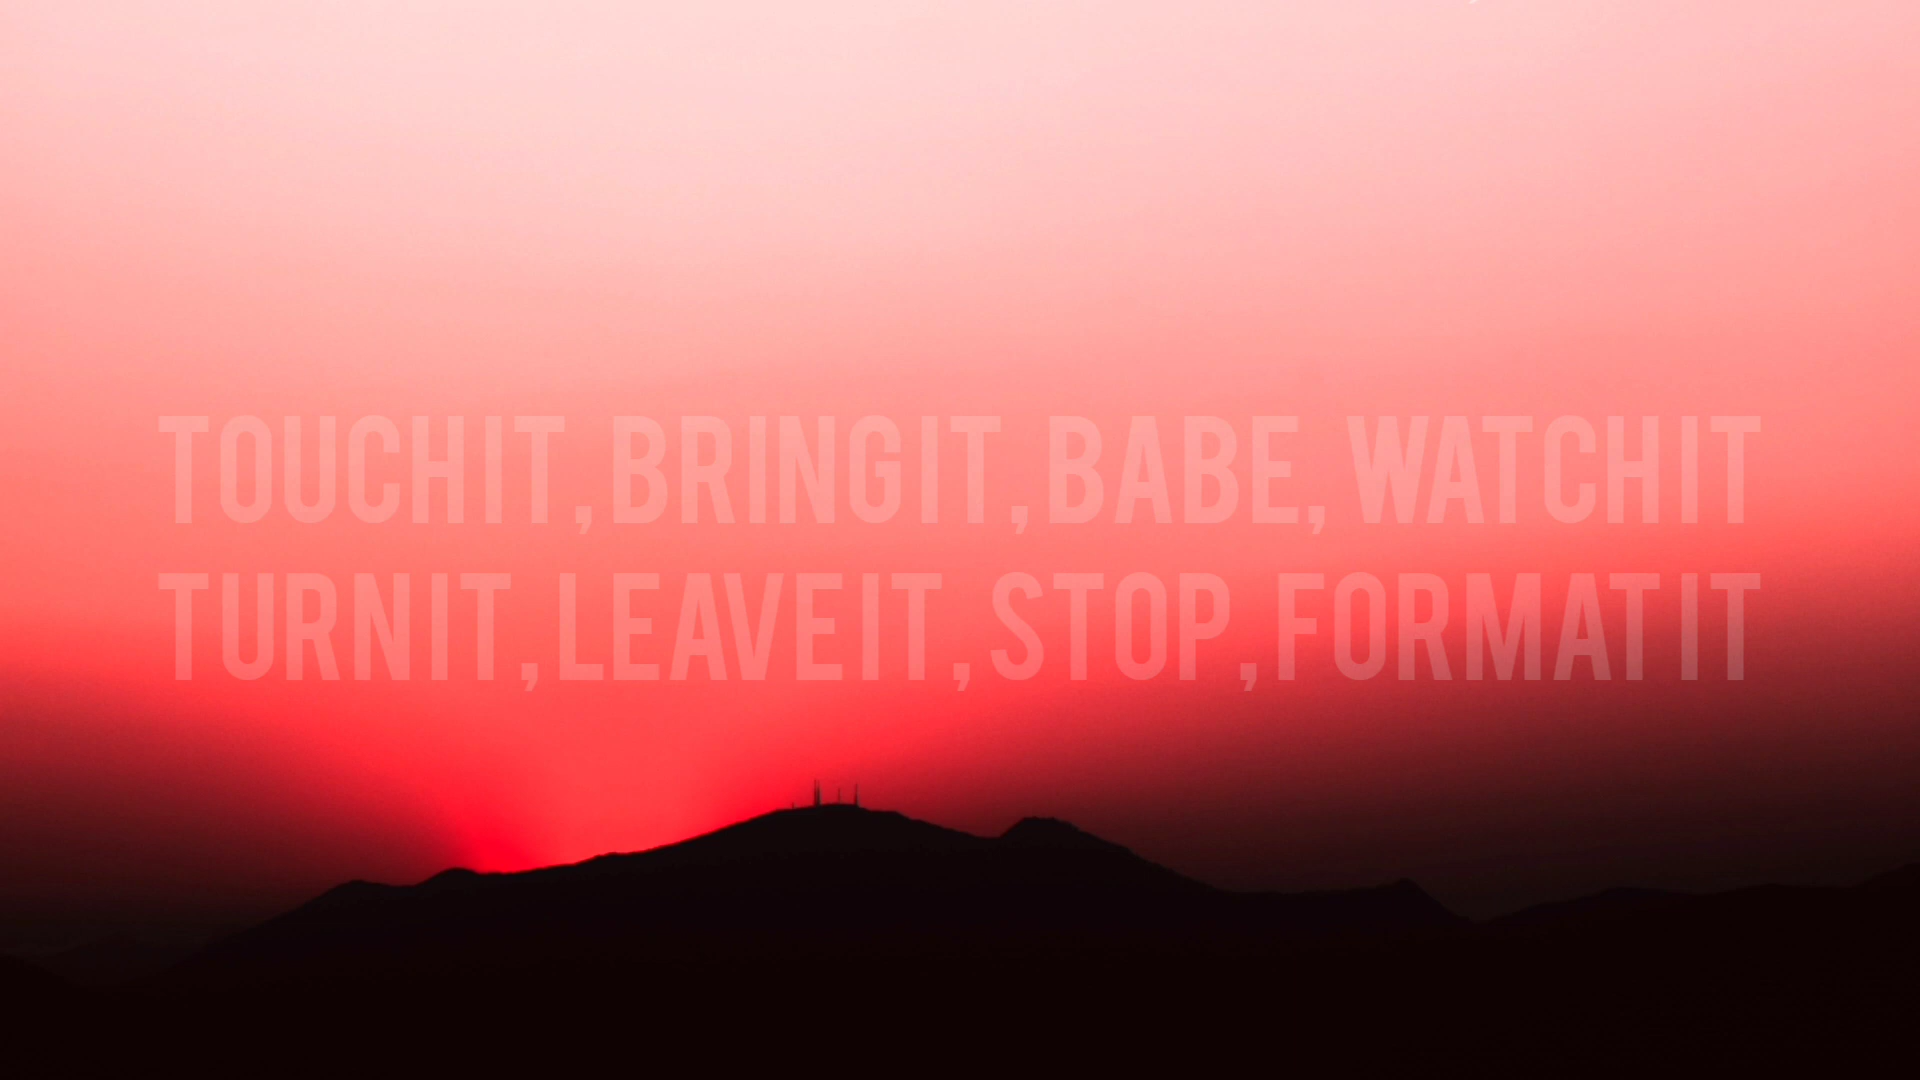 TOUCH IT, BRING IT, BABE, WATCH IT
TURN IT, LEAVE IT, STOP, FORMAT IT